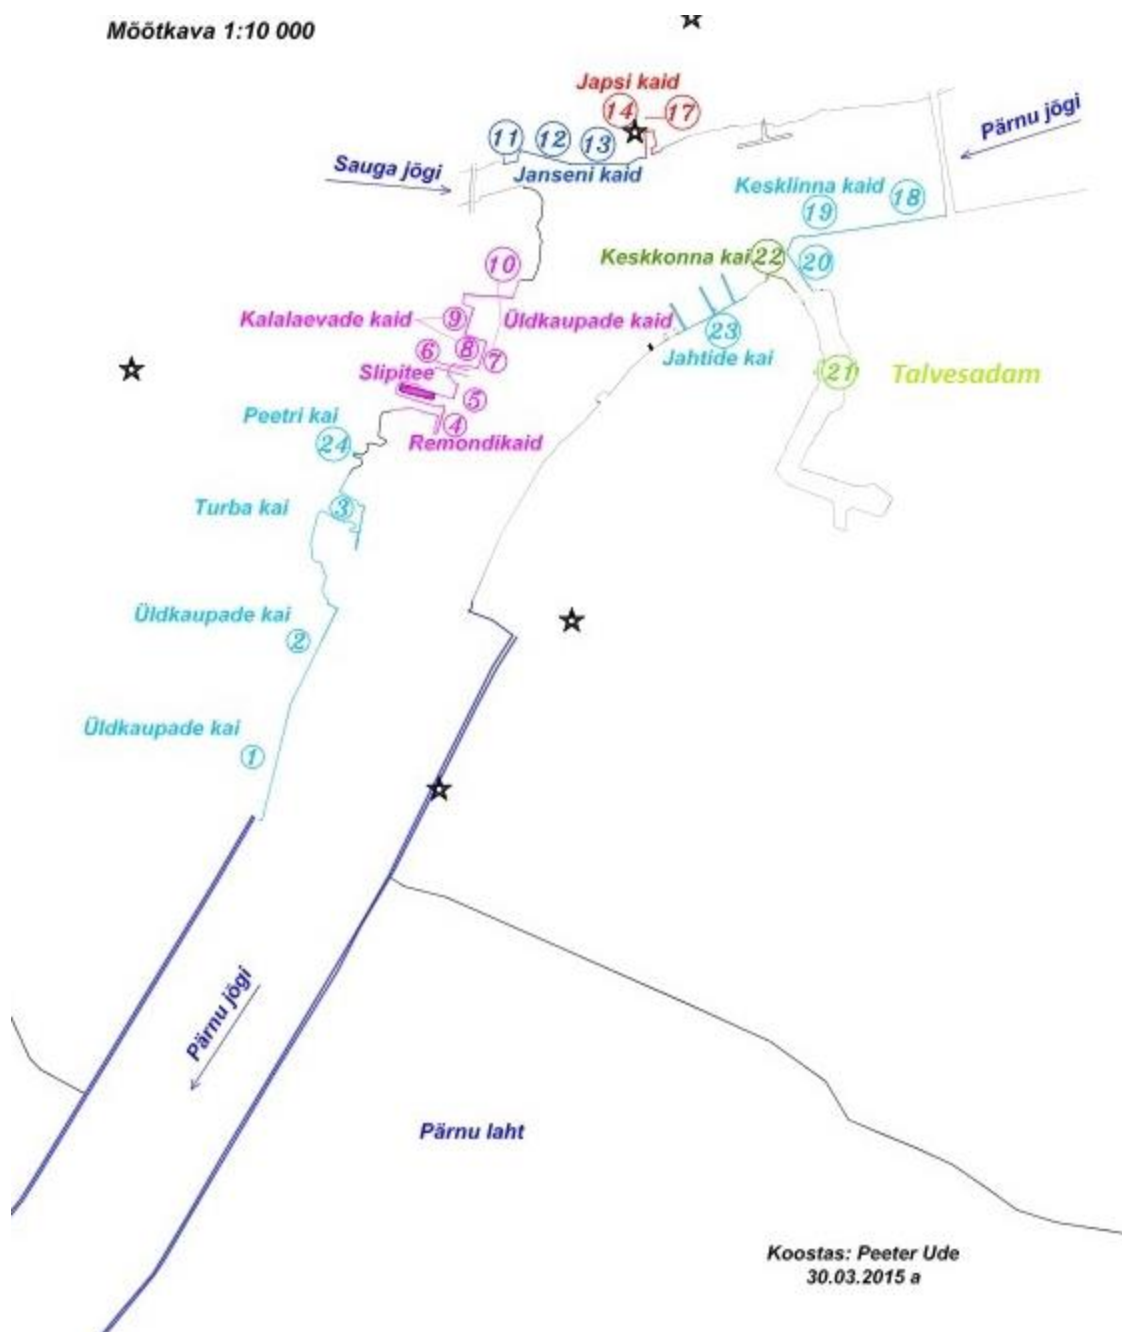 Mõõtkava 1:10 000
Japsi kaid
14 17
Pärnu jõgi
11 12 13
Sauga jõgi
Janseni kaid
Kesklinna kaid
19 18
Keskkonna kai 22 20
10
Kalalaevade kaid 9
Üldkaupade kaid
23
6 8 7
Jahtide kai
Slipitee
21 Talvesadam
5
Peetri kai
24
4
Remondikaid
Turba kai 3
Üldkaupade kai
2
Üldkaupade kai
1
Pärnu jõgi
Pärnu laht
Koostas: Peeter Ude
30.03.2015 a